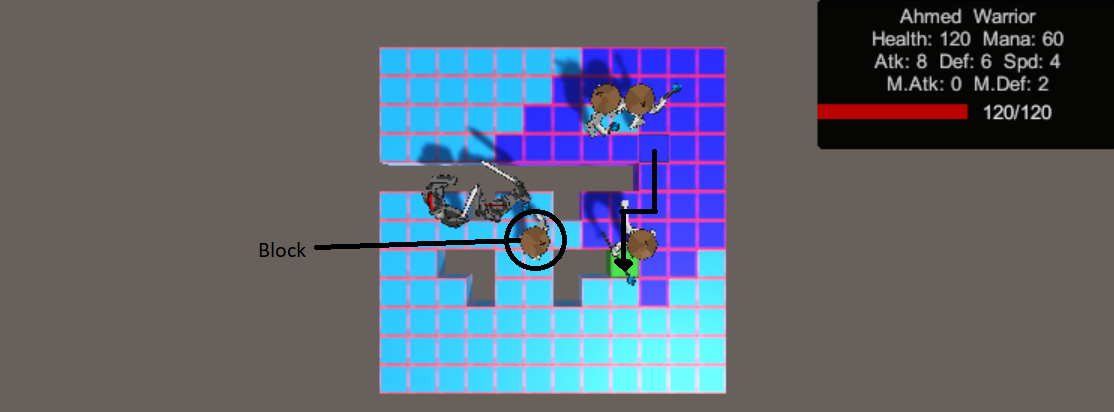 Ahmed Warrior
Health: 120 Mana: 60
Atk: 8 Def: 6 Spd: 4
M.Atk: 0 M.Def: 2
120/120
Block